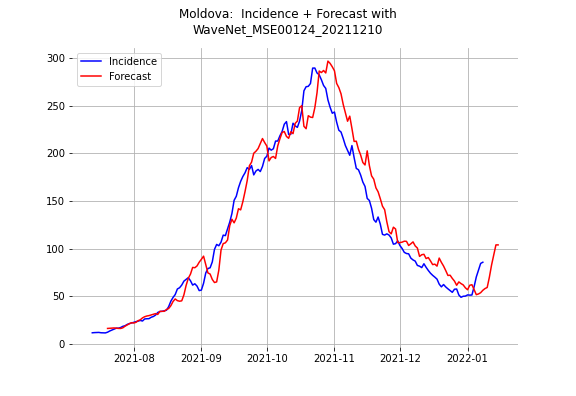 Moldova:  Incidence + Forecast with
WaveNet_MSE00124_20211210
Incidence
Forecast
300
250
200
150
100
50
0
2021-08 2021-09 2021-10 2021-11 2021-12 2022-01